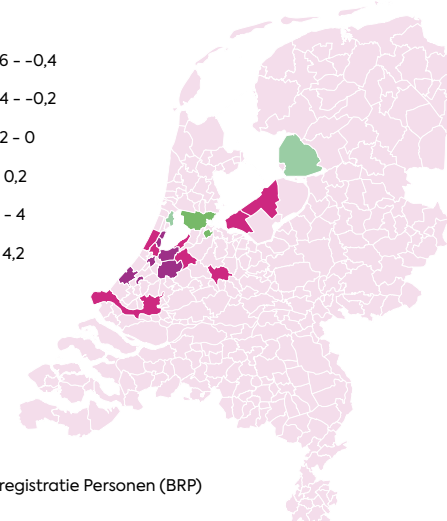 6 - -0,4
4 - -0,2
2 - 0
0,2
- 4
4,2
registratie Personen (BRP)